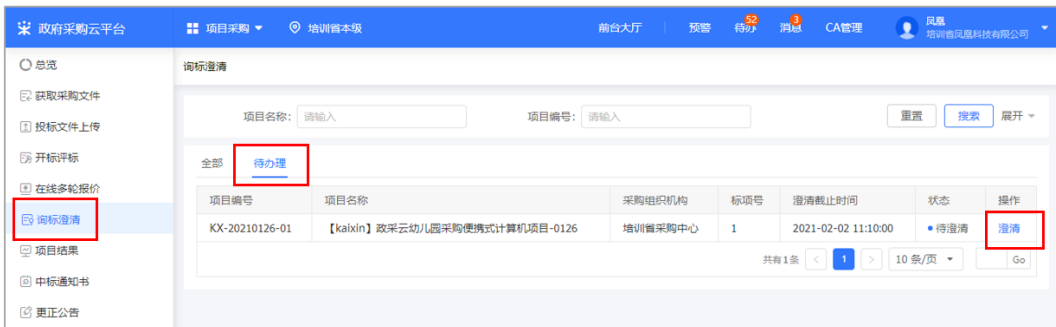 政府采购云平台 项目采购 培训省本级 前台大厅 预警 待办 52 消息 3 CA管理 凤凰
培训省凤凰科技有限公司
总览
询标澄清
获取采购文件
项目名称: 请输入 项目编号: 请输入 重置 搜索 展开
投标文件上传
开标评标
全部 待办理
在线多轮报价
项目编号 项目名称 采购组织机构 标项号 澄清截止时间 状态 操作
询标澄清
KX-20210126-01 【kaixin】政采云幼儿园采购便携式计算机项目-0126 培训省采购中心 1 2021-02-02 11:10:00 待澄清 澄清
项目结果
共有1条 < 1 > 10 条/页 Go
中标通知书
更正公告